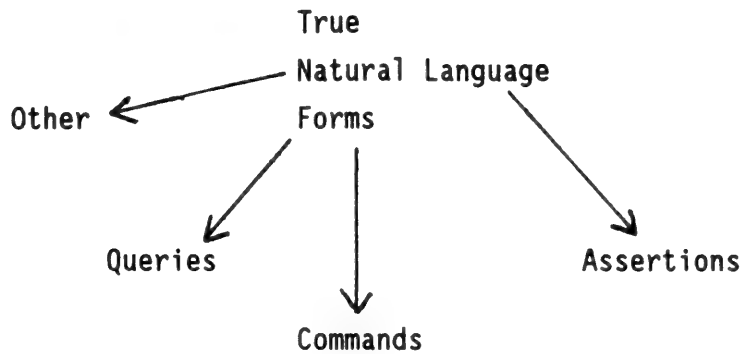 True
Natural Language
Other
Forms
Queries
Assertions
Commands